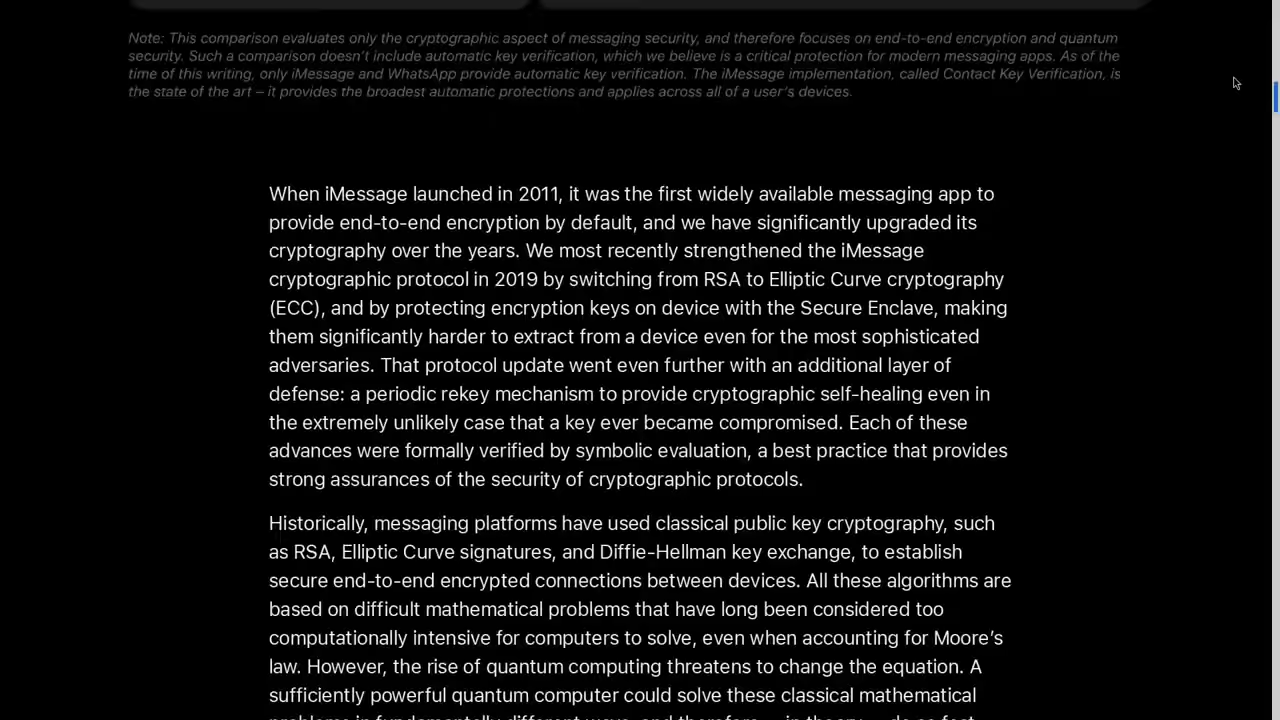 Note: This comparison evaluates only the cryptographic aspect of messaging security, and therefore focuses on end-to-end encryption and quantum
security. Such a comparison doesn't include automatic key verification, which we believe is a critical protection for modern messaging apps. As of the
time of this writing, only iMessage and WhatsApp provide automatic key verification. The iMessage implementation, called Contact Key Verification, is
the state of the art – it provides the broadest automatic protections and applies across all of a user's devices.
When iMessage launched in 2011, it was the first widely available messaging app to
provide end-to-end encryption by default, and we have significantly upgraded its
cryptography over the years. We most recently strengthened the iMessage
cryptographic protocol in 2019 by switching from RSA to Elliptic Curve cryptography
(ECC), and by protecting encryption keys on device with the Secure Enclave, making
them significantly harder to extract from a device even for the most sophisticated
adversaries. That protocol update went even further with an additional layer of
defense: a periodic rekey mechanism to provide cryptographic self-healing even in
the extremely unlikely case that a key ever became compromised. Each of these
advances were formally verified by symbolic evaluation, a best practice that provides
strong assurances of the security of cryptographic protocols.
Historically, messaging platforms have used classical public key cryptography, such
as RSA, Elliptic Curve signatures, and Diffie-Hellman key exchange, to establish
secure end-to-end encrypted connections between devices. All these algorithms are
based on difficult mathematical problems that have long been considered too
computationally intensive for computers to solve, even when accounting for Moore's
law. However, the rise of quantum computing threatens to change the equation. A
sufficiently powerful quantum computer could solve these classical mathematical
problems in fundamentally different ways, and therefore – in theory – do so fast